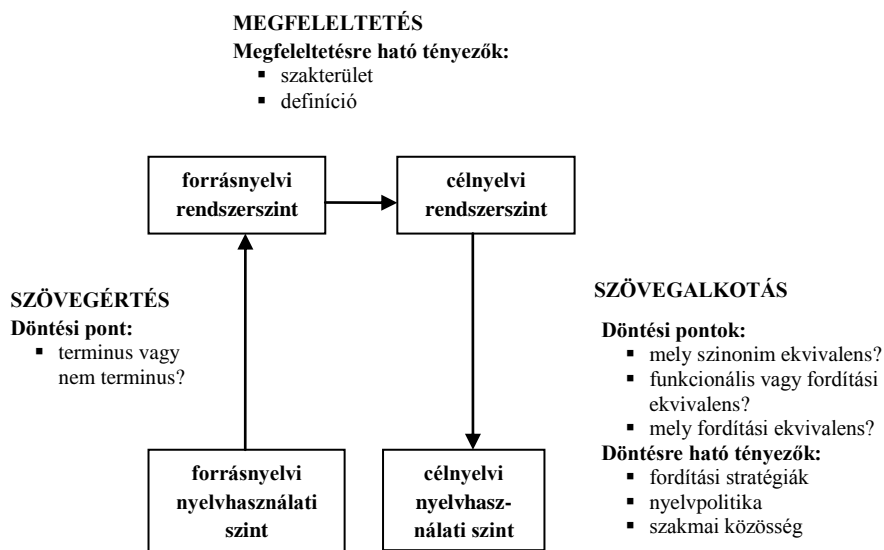 MEGFELELTETÉS
Megfeleltetésre ható tényezők:
▪ szakterület
▪ definíció
forrásnyelvi
rendszerszint
célnyelvi
rendszerszint
SZÖVEGÉRTÉS
Döntési pont:
▪ terminus vagy
nem terminus?
SZÖVEGALKOTÁS
Döntési pontok:
▪ mely szinonim ekvivalens?
▪ funkcionális vagy fordítási
ekvivalens?
▪ mely fordítási ekvivalens?
Döntésre ható tényezők:
▪ fordítási stratégiák
▪ nyelvpolitika
▪ szakmai közösség
forrásnyelvi
nyelvhasználati
szint
célnyelvi
nyelvhasz-
nálati szint